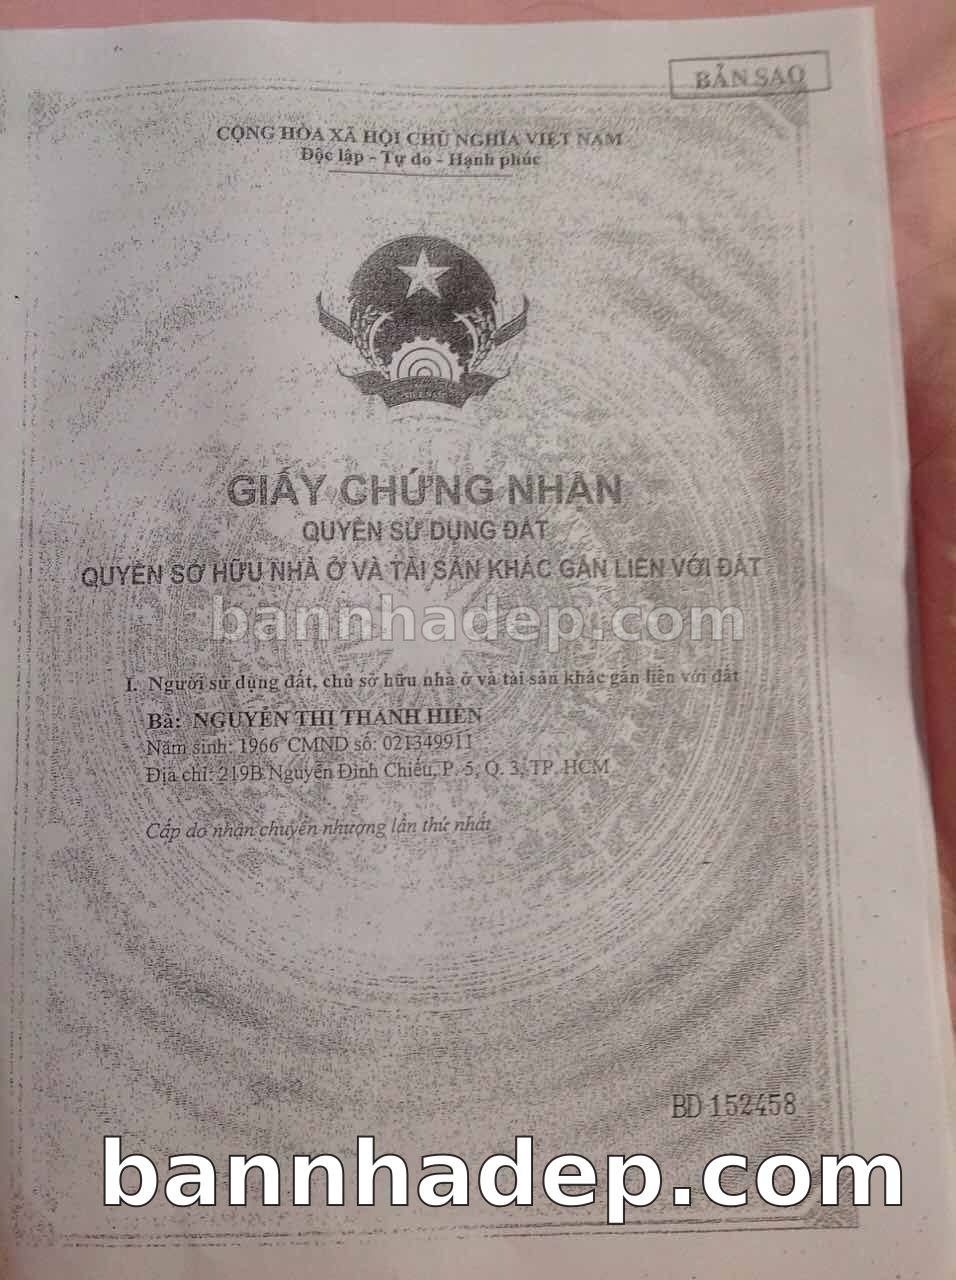 BẢN SAO
CỘNG HÒA XÃ HỘI CHỦ NGHĨA VIỆT NAM
Độc lập - Tự do - Hạnh phúc
GIẤY CHỨNG NHẬN
QUYỀN SỬ DỤNG ĐẤT
QUYỀN SỞ HỮU NHÀ Ở VÀ TÀI SẢN KHÁC GẮN LIỀN VỚI ĐẤT
bannhadep.com
I. Người sử dụng đất, chủ sở hữu nhà ở và tài sản khác gắn liền với đất
Bà: NGUYỄN THỊ THANH HIỀN
Năm sinh: 1966 CMND số: 021349911
Địa chỉ: 219B Nguyễn Đình Chiểu, P. 5, Q. 3, TP. HCM
Cấp do nhận chuyển nhượng lần thứ nhất
BD 152458
bannhadep.com